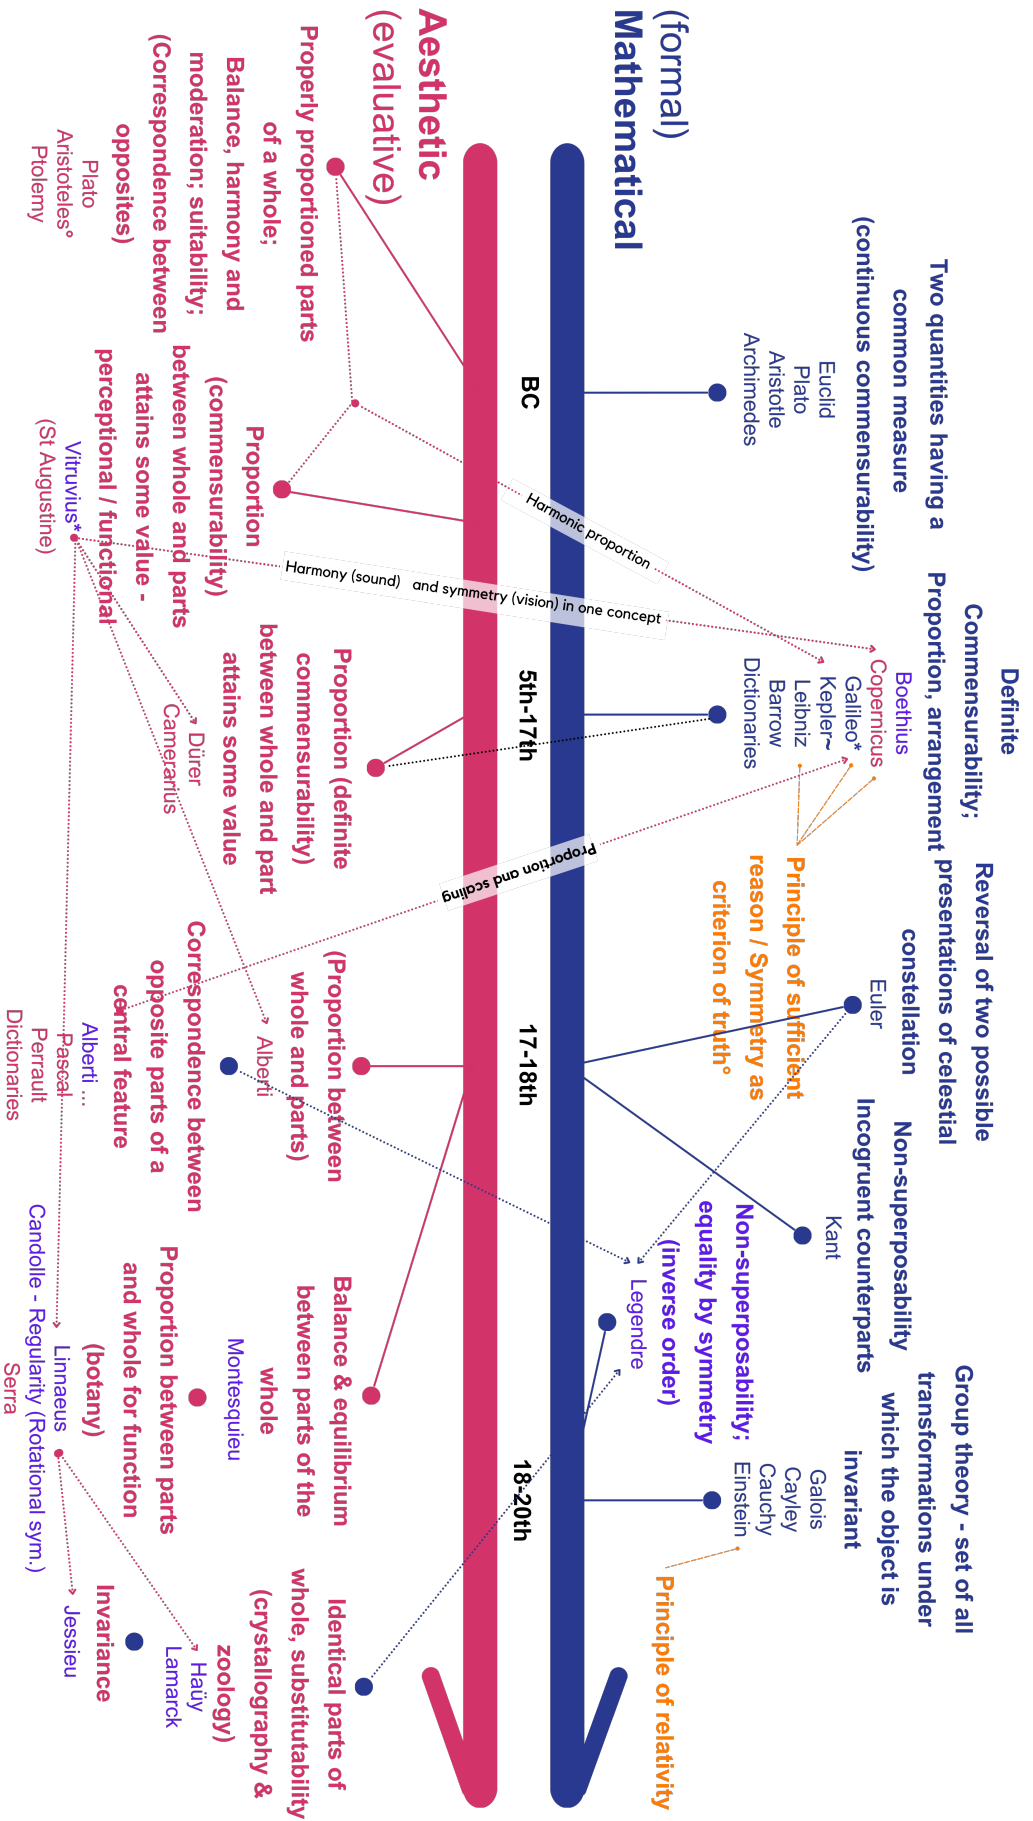 (formal)
Mathematical
Two quantities having a
common measure
(continuous commensurability)
Euclid
Plato
Aristotle
Archimedes
Definite
Commensurability;
Proportion, arrangement
Boethius
Copernicus
Galileo*
Kepler~
Leibniz
Barrow
Dictionaries
Principle of sufficient
reason / Symmetry as
criterion of truth°
Reversal of two possible
presentations of celestial
constellation
Euler
Non-superposability
Incogruent counterparts
Kant
Non-superposability;
equality by symmetry
(inverse order)
Legendre
Group theory - set of all
transformations under
which the object is
invariant
Galois
Cayley
Cauchy
Einstein
Principle of relativity
Harmonic proportion
Harmony (sound) and symmetry (vision) in one concept
Proportion and scaling
BC
5th-17th
17-18th
18-20th
Aesthetic
(evaluative)
Properly proportioned parts
of a whole;
Balance, harmony and
moderation; suitability;
(Correspondence between
opposites)
Plato
Aristoteles°
Ptolemy
Proportion
(commensurability)
between whole and parts
attains some value -
perceptional / functional
Vitruvius*
(St Augustine)
Proportion (definite
commensurability)
between whole and part
attains some value
Dürer
Camerarius
(Proportion between
whole and parts)
Alberti
Correspondence between
opposite parts of a
central feature
Alberti ...
Pascal
Perrault
Dictionaries
Balance & equilibrium
between parts of the
whole
Montesquieu
Proportion between parts
and whole for function
(botany)
Linnaeus
Candolle - Regularity (Rotational sym.)
Serra
Identical parts of
whole, substitutability
(crystallography &
zoology)
Haüy
Lamarck
Invariance
Jessieu